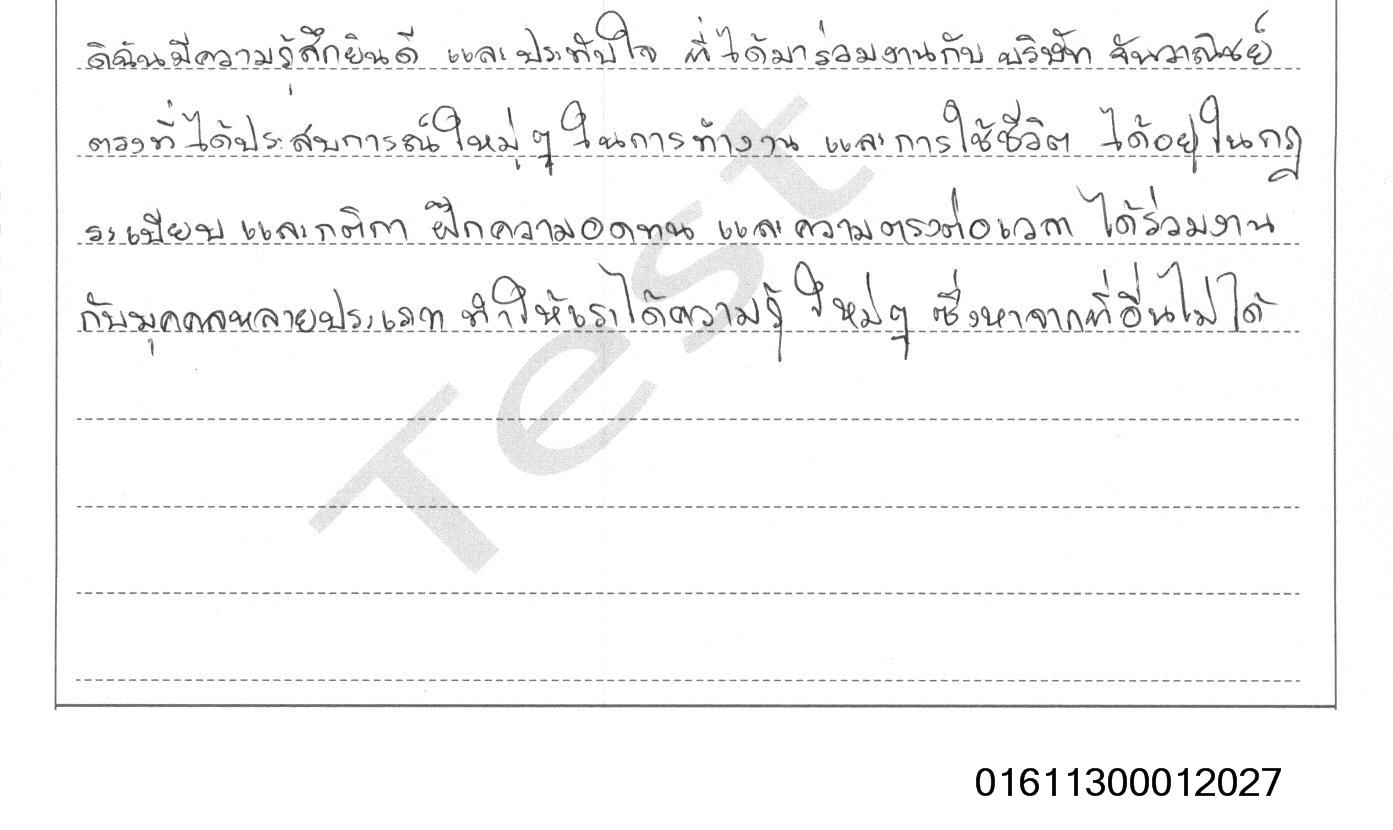 ดิฉันมีความรู้สึกยินดี และประทับใจ ที่ได้มาร่วมงานกับ บริษัท จันวาณิชย์
ตรงที่ได้ประสบการณ์ใหม่ๆ ในการทำงาน และการใช้ชีวิต ได้อยู่ในกฎ
ระเบียบ และกติกา ฝึกความอดทน และความตรงต่อเวลา ได้ร่วมงาน
กับบุคคลหลายประเภท ทำให้เราได้ความรู้ ใหม่ๆ ซึ่งหาจากที่อื่นไม่ได้
Test
01611300012027